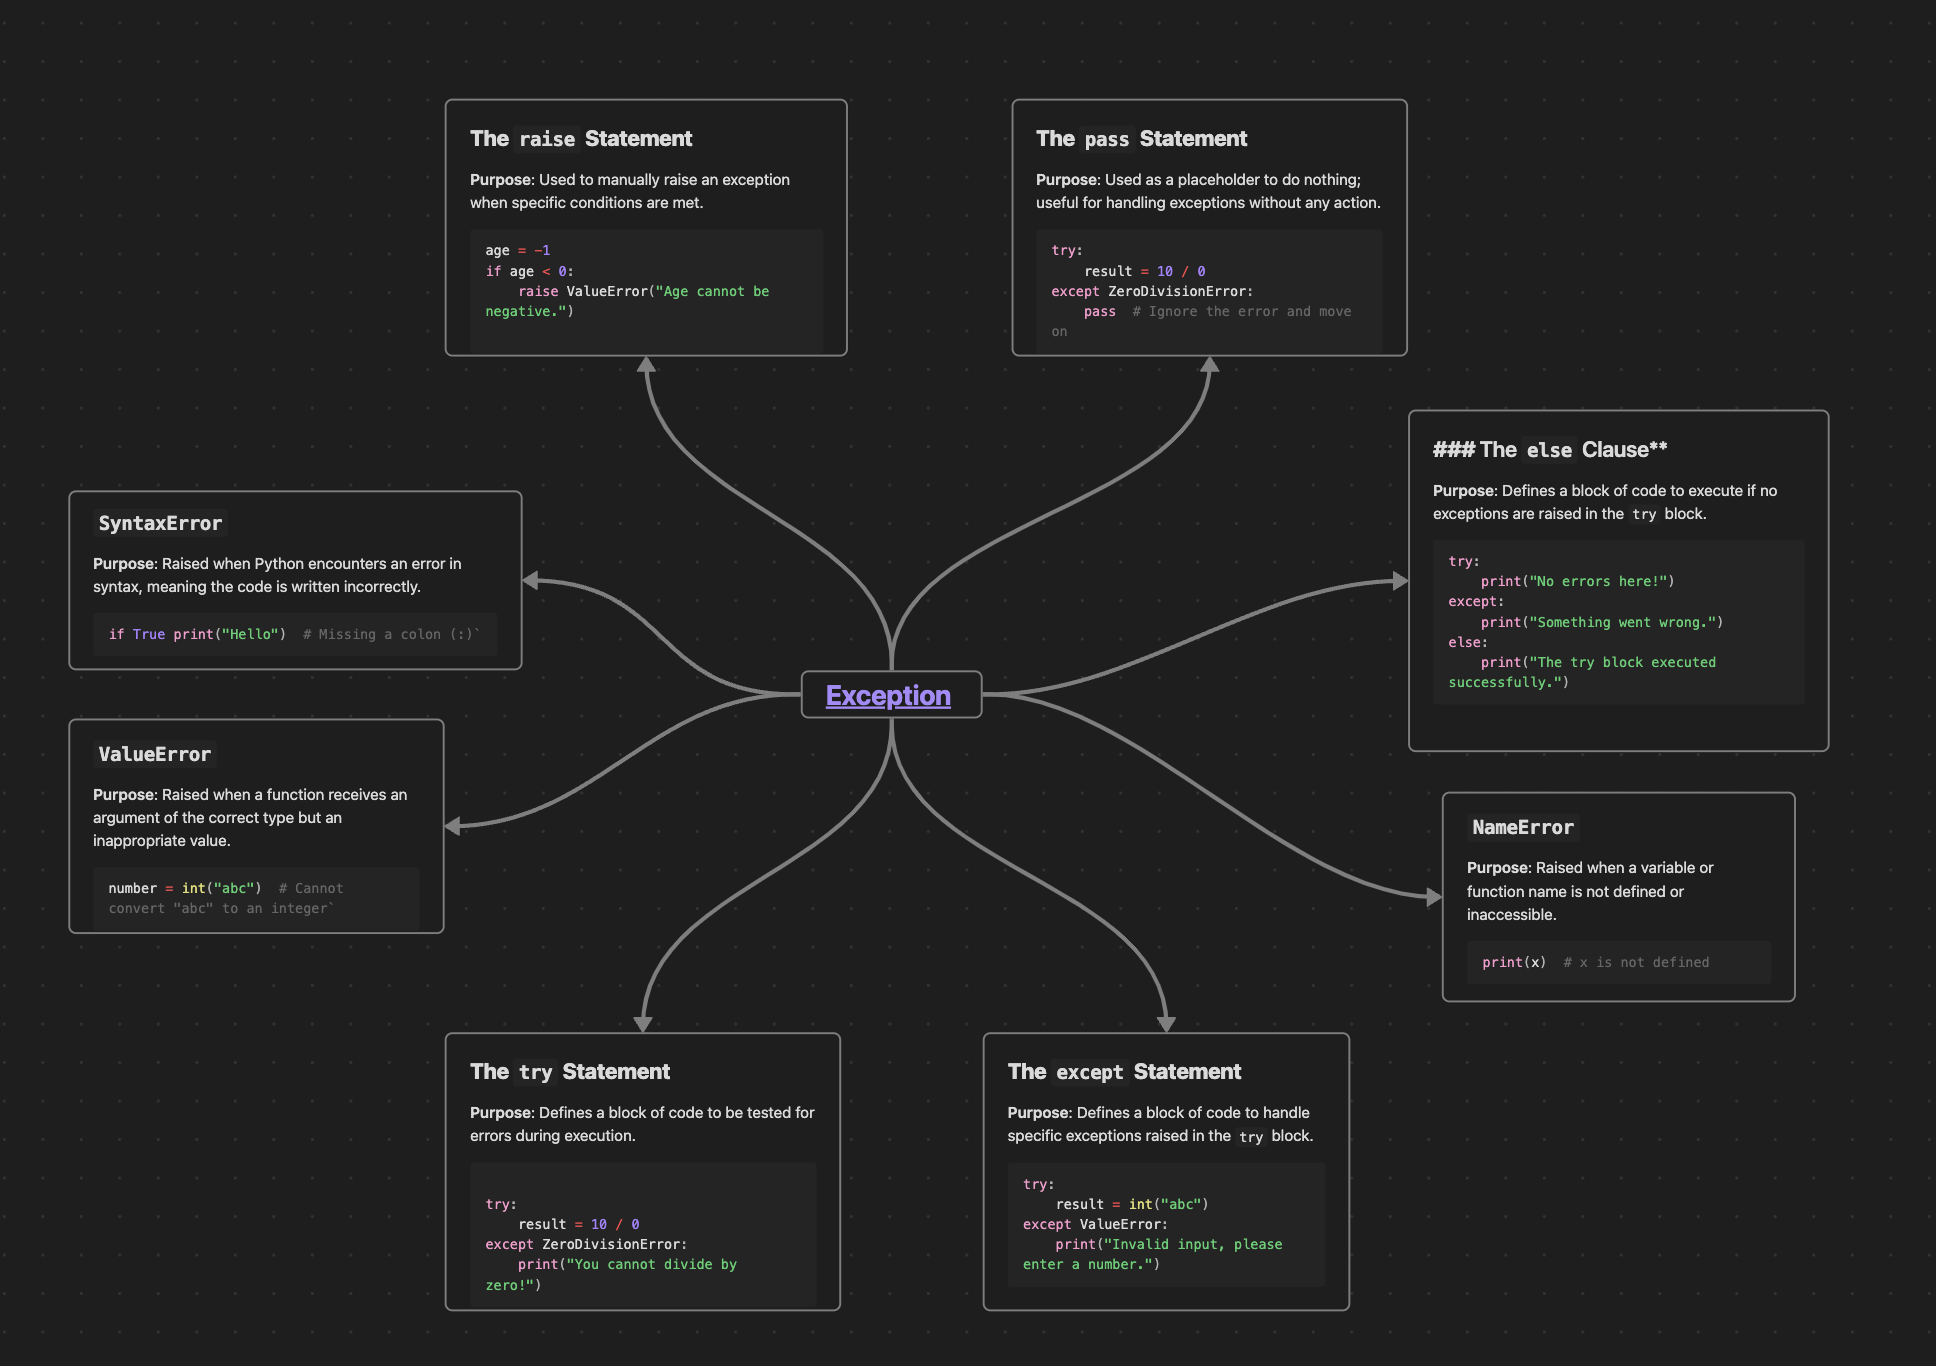 The raise Statement
Purpose: Used to manually raise an exception
when specific conditions are met.
age = -1
if age < 0:
    raise ValueError("Age cannot be
negative.")
The pass Statement
Purpose: Used as a placeholder to do nothing;
useful for handling exceptions without any action.
try:
    result = 10 / 0
except ZeroDivisionError:
    pass  # Ignore the error and move
on
### The else Clause**
Purpose: Defines a block of code to execute if no
exceptions are raised in the try block.
try:
    print("No errors here!")
except:
    print("Something went wrong.")
else:
    print("The try block executed
successfully.")
SyntaxError
Purpose: Raised when Python encounters an error in
syntax, meaning the code is written incorrectly.
if True print("Hello")  # Missing a colon (:)`
Exception
ValueError
Purpose: Raised when a function receives an
argument of the correct type but an
inappropriate value.
number = int("abc")  # Cannot
convert "abc" to an integer`
NameError
Purpose: Raised when a variable or
function name is not defined or
inaccessible.
print(x)  # x is not defined
The try Statement
Purpose: Defines a block of code to be tested for
errors during execution.
try:
    result = 10 / 0
except ZeroDivisionError:
    print("You cannot divide by
zero!")
The except Statement
Purpose: Defines a block of code to handle
specific exceptions raised in the try block.
try:
    result = int("abc")
except ValueError:
    print("Invalid input, please
enter a number.")